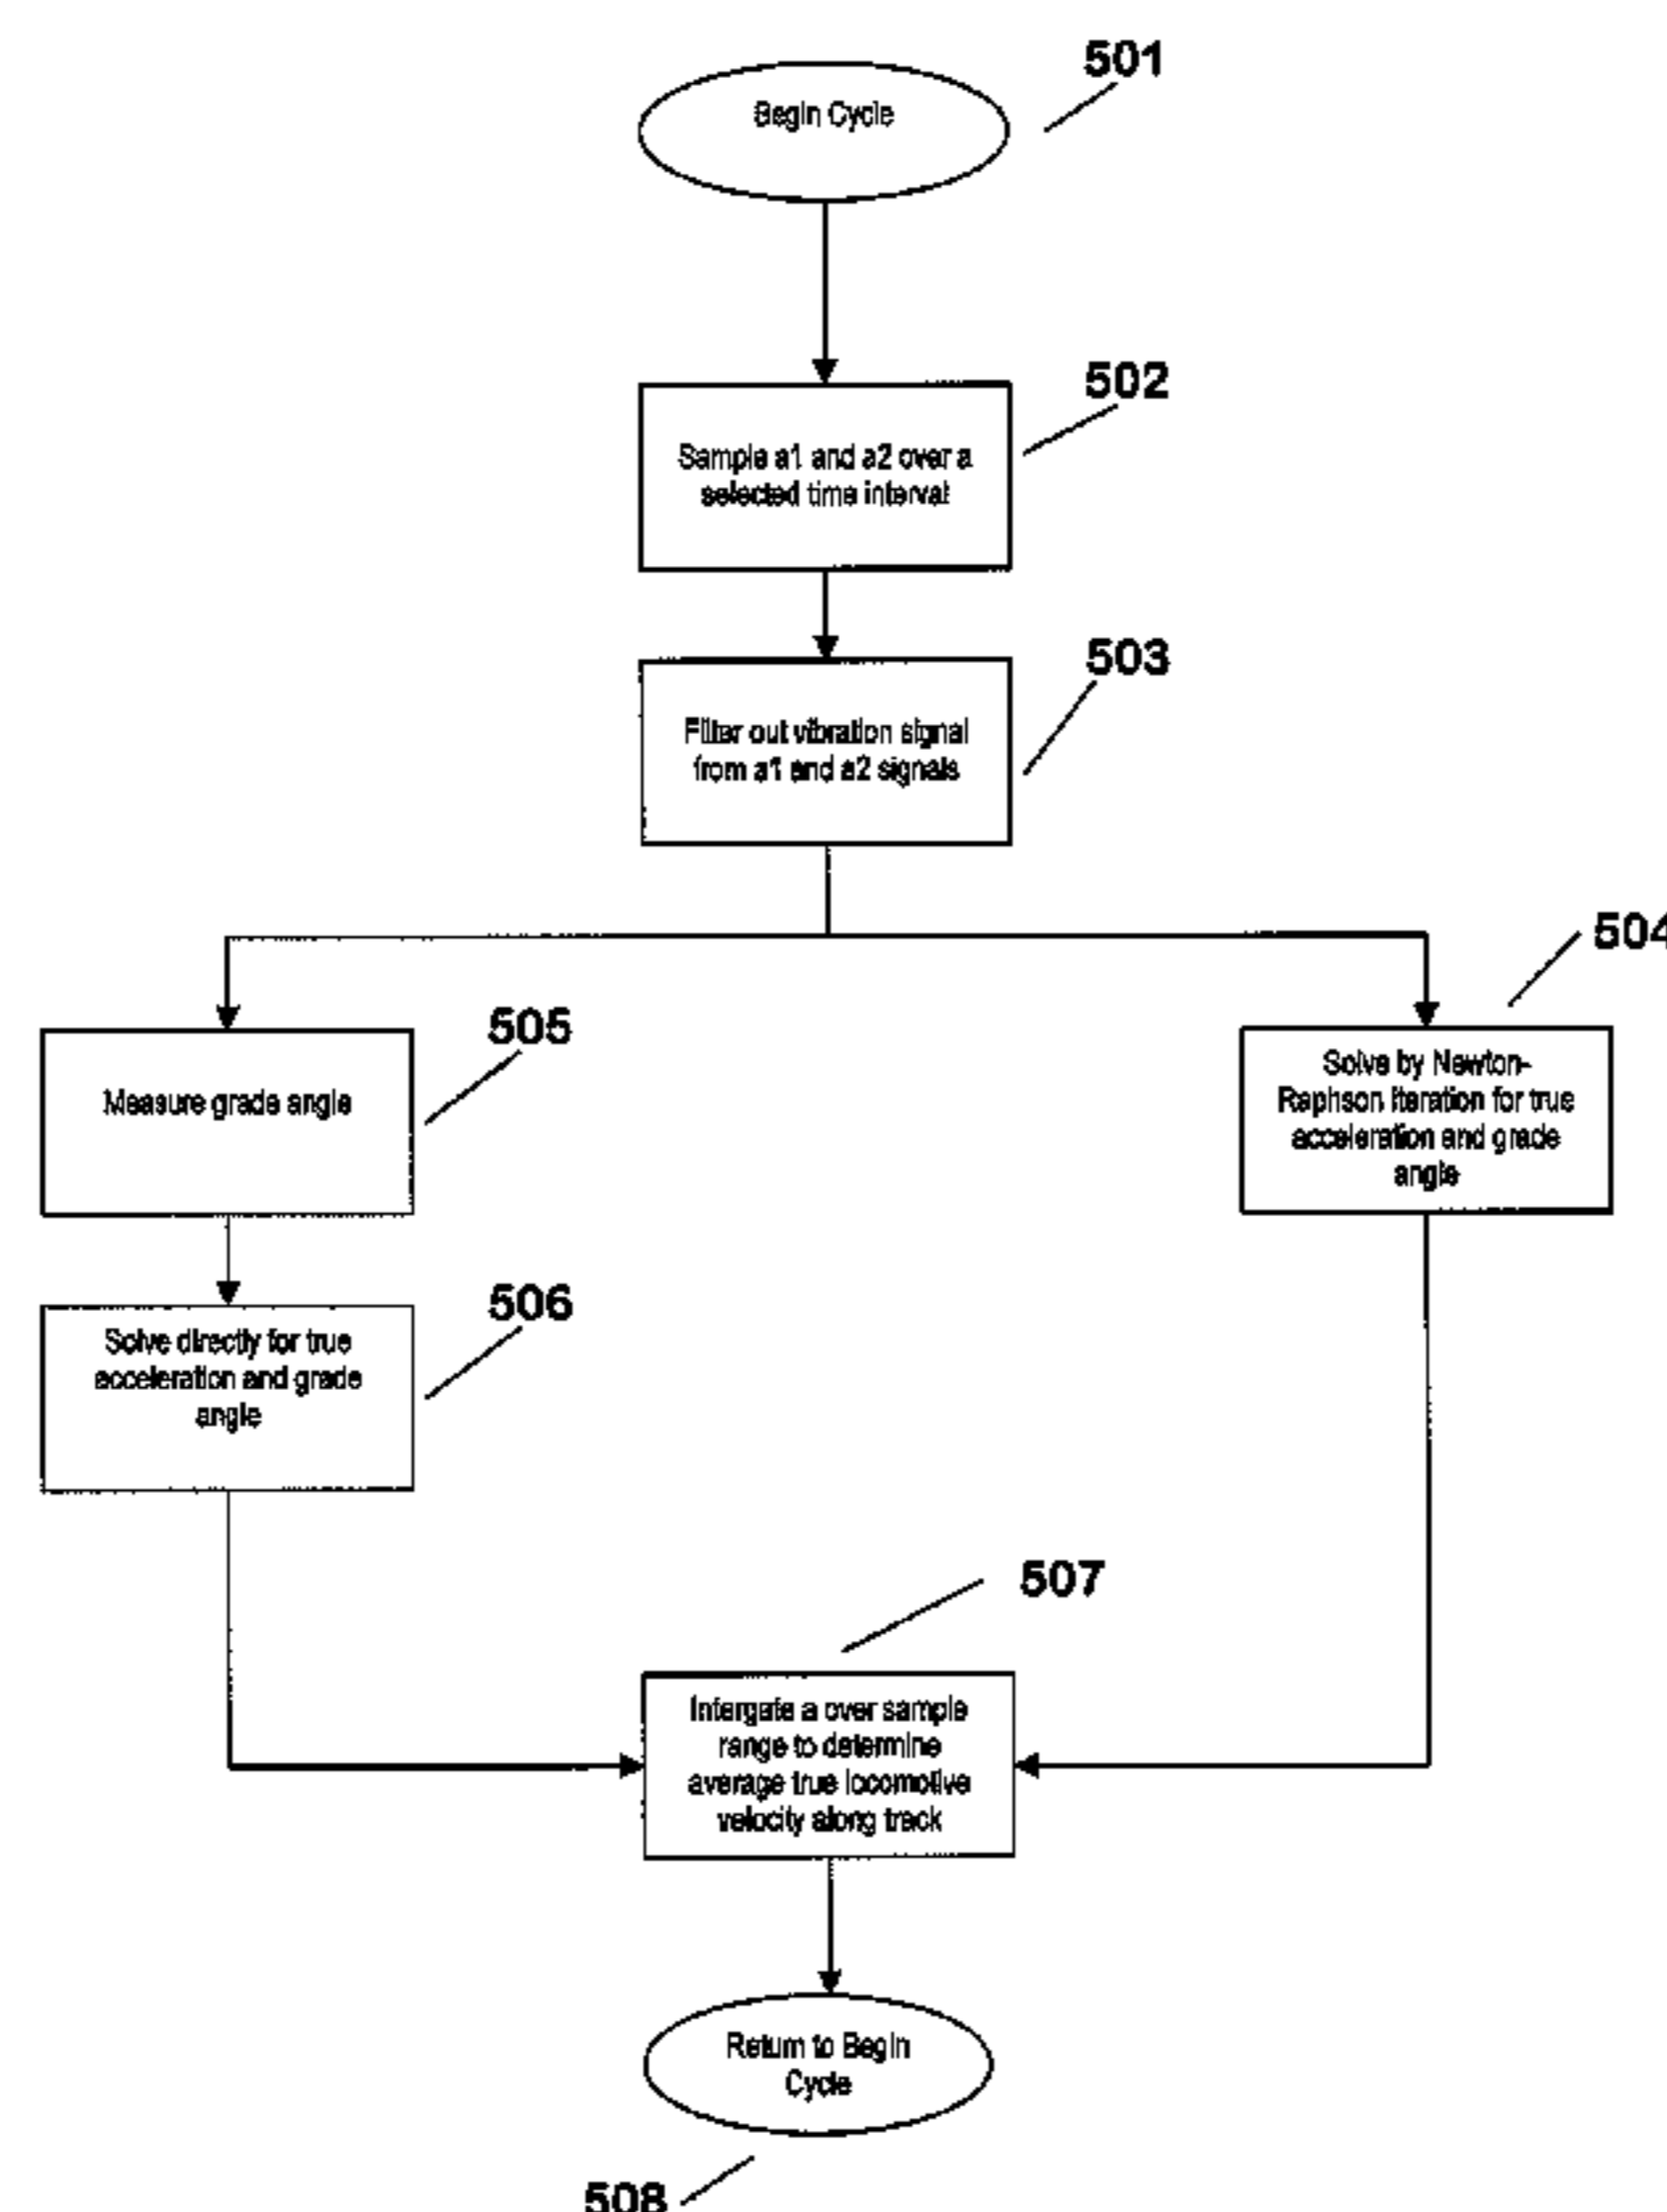 501
Begin Cycle
502
Sample a1 and a2 over a
selected time interval
503
Filter out vibration signal
from a1 and a2 signals
504
505
Measure grade angle
Solve by Newton-
Raphson iteration for true
acceleration and grade
angle
506
Solve directly for true
acceleration and grade
angle
507
Intergate a over sample
range to determine
average true locomotive
velocity along track
Return to Begin
Cycle
508